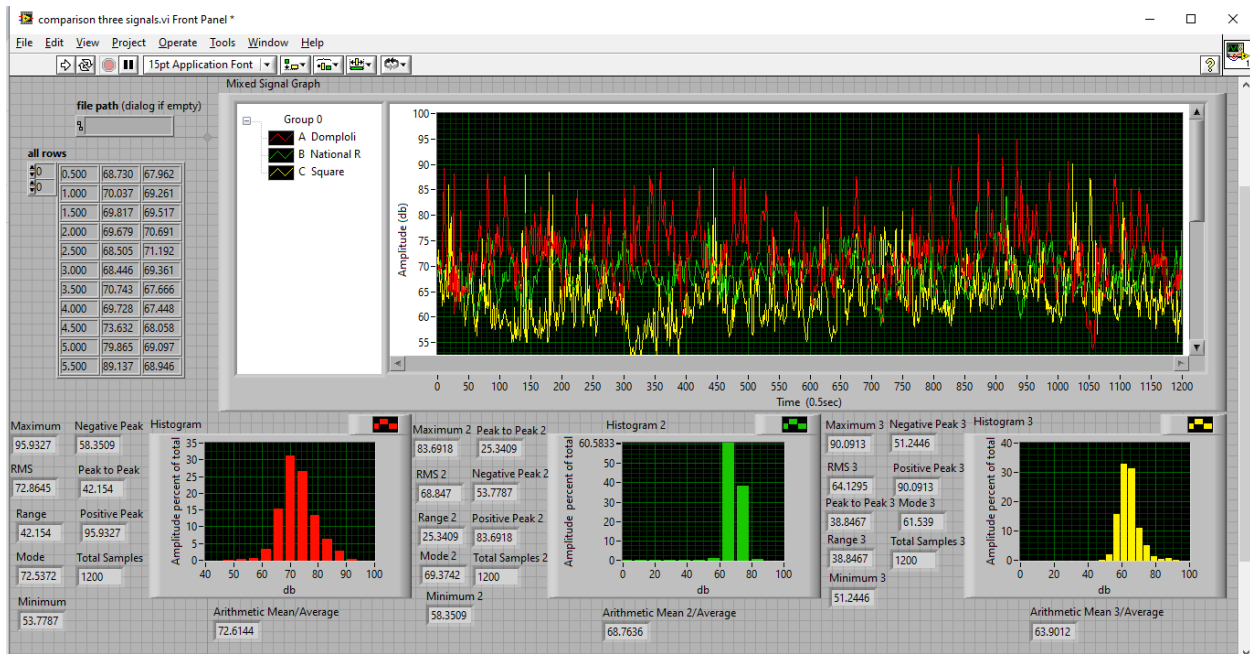 comparison three signals.vi Front Panel *
File Edit View Project Operate Tools Window Help
15pt Application Font
?
1
file path (dialog if empty)
all rows
0
0
0.500 68.730 67.962
1.000 70.037 69.261
1.500 69.817 69.517
2.000 69.679 70.691
2.500 68.505 71.192
3.000 68.446 69.361
3.500 70.743 67.666
4.000 69.728 67.448
4.500 73.632 68.058
5.000 79.865 69.097
5.500 89.137 68.946
Mixed Signal Graph
Group 0
A Domploli
B National R
C Square
Amplitude (db)
100
95
90
85
80
75
70
65
60
55
0 50 100 150 200 250 300 350 400 450 500 550 600 650 700 750 800 850 900 950 1000 1050 1100 1150 1200
Time (0.5sec)
Maximum Negative Peak
95.9327 58.3509
RMS Peak to Peak
72.8645 42.154
Range Positive Peak
42.154 95.9327
Mode Total Samples
72.5372 1200
Minimum
53.7787
Histogram
Amplitude percent of total
35
30
25
20
15
10
5
0
40 50 60 70 80 90 100
db
Arithmetic Mean/Average
72.6144
Maximum 2 Peak to Peak 2
83.6918 25.3409
RMS 2 Negative Peak 2
68.847 53.7787
Range 2 Positive Peak 2
25.3409 83.6918
Mode 2 Total Samples 2
69.3742 1200
Minimum 2
58.3509
Histogram 2
Amplitude percent of total
60.5833
50
40
30
20
10
0
0 20 40 60 80 100
db
Arithmetic Mean 2/Average
68.7636
Maximum 3 Negative Peak 3
90.0913 51.2446
RMS 3 Positive Peak 3
64.1295 90.0913
Peak to Peak 3 Mode 3
38.8467 61.539
Range 3 Total Samples 3
38.8467 1200
Minimum 3
51.2446
Histogram 3
Amplitude percent of total
40
30
20
10
0
0 20 40 60 80 100
db
Arithmetic Mean 3/Average
63.9012